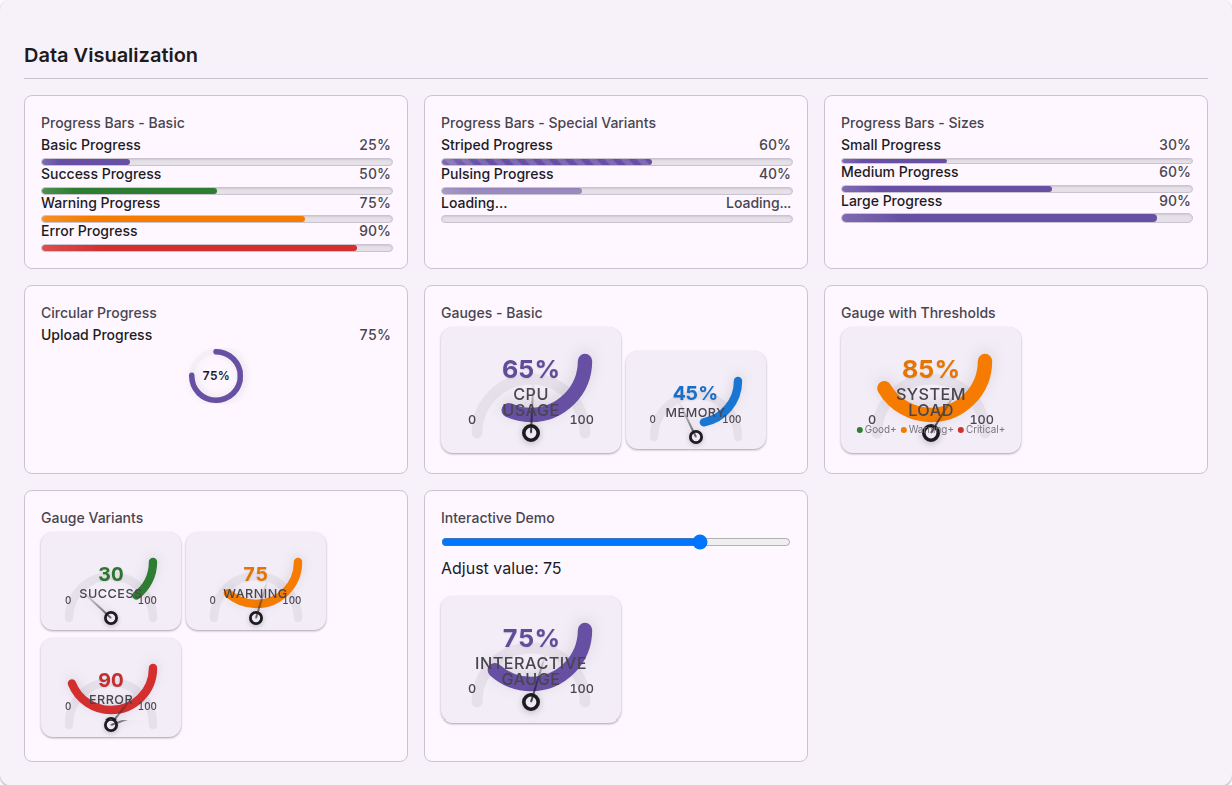 Data Visualization
Progress Bars - Basic
Basic Progress 25%
Success Progress 50%
Warning Progress 75%
Error Progress 90%
Progress Bars - Special Variants
Striped Progress 60%
Pulsing Progress 40%
Loading... Loading...
Progress Bars - Sizes
Small Progress 30%
Medium Progress 60%
Large Progress 90%
Circular Progress
Upload Progress 75%
75%
Gauges - Basic
65%
CPU
USAGE
0 100
45%
MEMORY
0 100
Gauge with Thresholds
85%
SYSTEM
LOAD
0 100
Good+ Warning+ Critical+
Gauge Variants
30
SUCCESS
0 100
75
WARNING
0 100
90
ERROR
0 100
Interactive Demo
Adjust value: 75
75%
INTERACTIVE
GAUGE
0 100